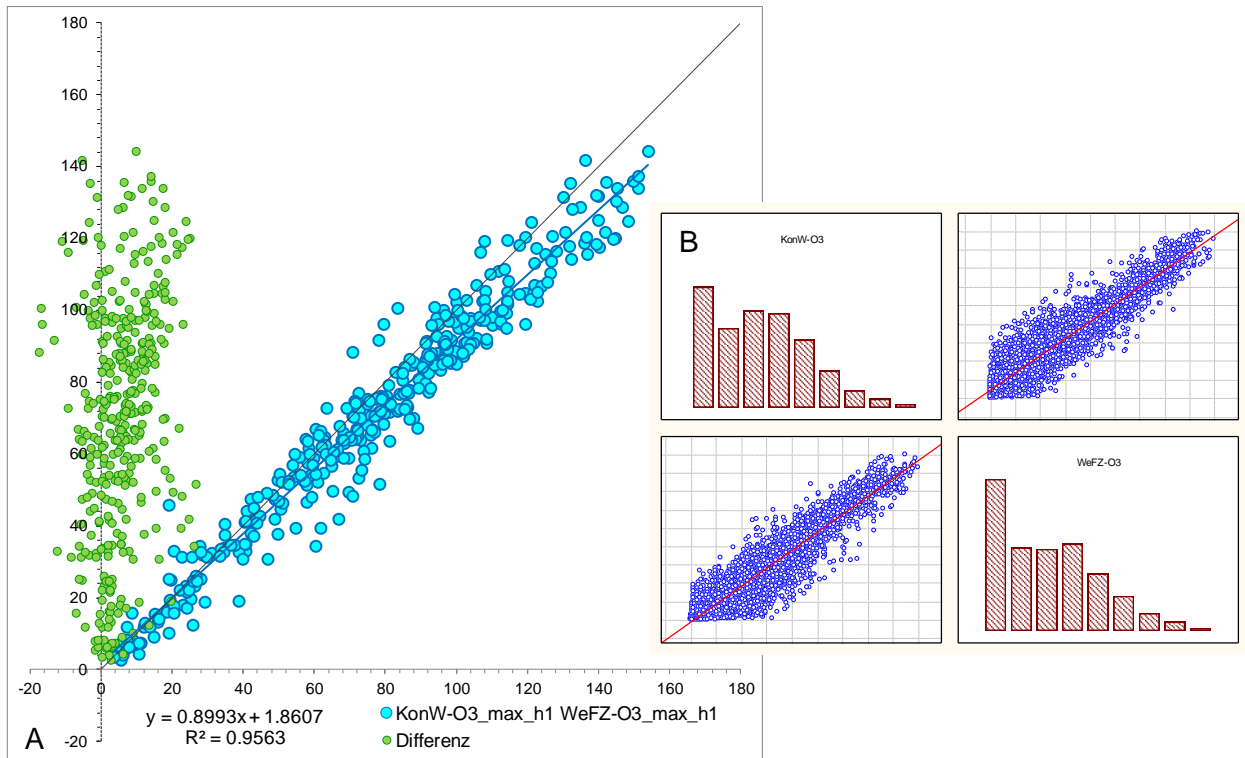 180
160
140
120
100
80
60
40
20
0
-20
-20 0 20 40 60 80 100 120 140 160 180
y = 0.8993x + 1.8607
R² = 0.9563
KonW-O3_max_h1 WeFZ-O3_max_h1
Differenz
A
B
KonW-O3
WeFZ-O3